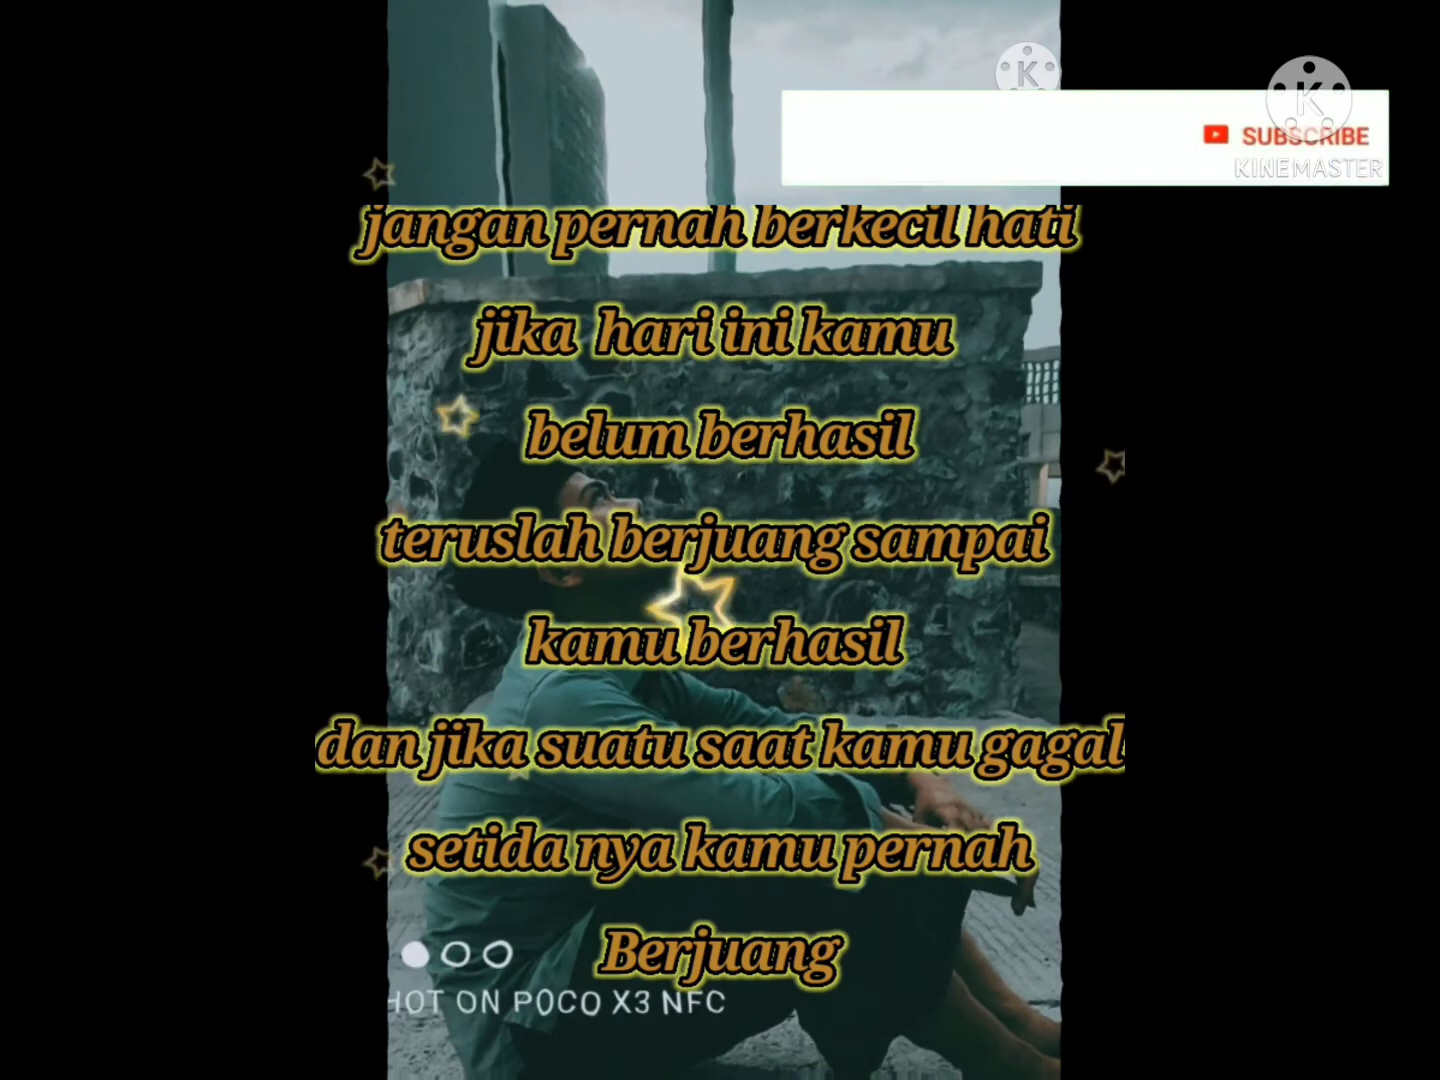 K
K
SUBSCRIBE
KINEMASTER
jangan pernah berkecil hati
jika hari ini kamu
belum berhasil
teruslah berjuang sampai
kamu berhasil
dan jika suatu saat kamu gagal
setida nya kamu pernah
Berjuang
HOT ON POCO X3 NFC